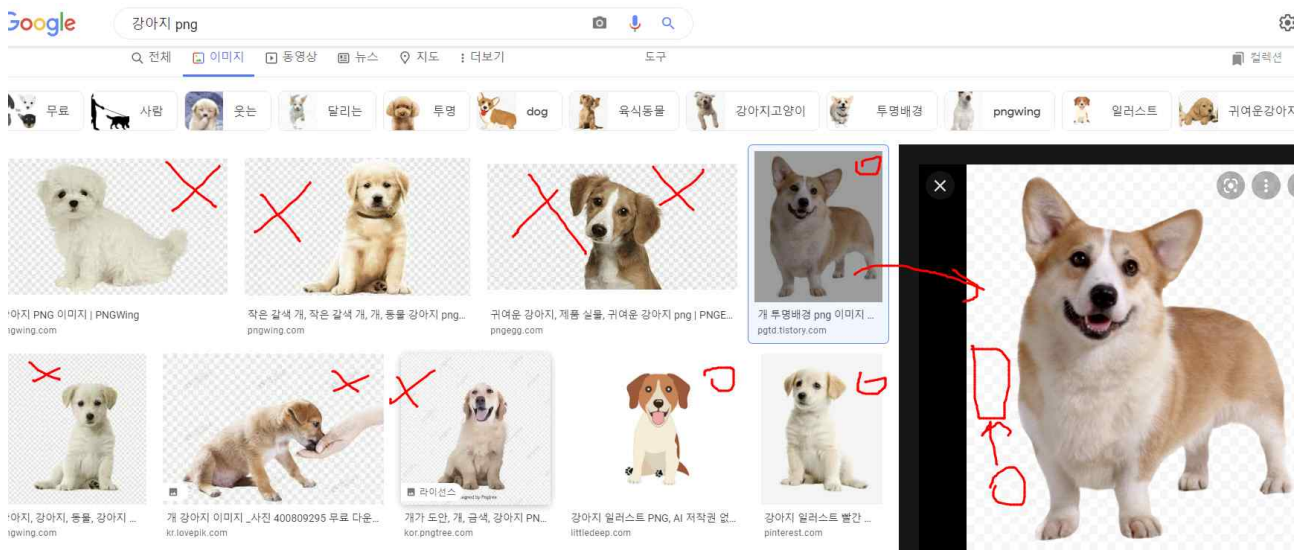 Google
강아지 png
전체 이미지 동영상 뉴스 지도 더보기 도구 컬렉션
무료 사람 웃는 달리는 투명 dog 육식동물 강아지고양이 투명배경 pngwing 일러스트 귀여운강아지
PNG 이미지 | PNGWing
작은 갈색 개, 작은 갈색 개, 개, 동물 강아지 png...
귀여운 강아지, 제품 실물, 귀여운 강아지 png | PNGE...
개 투명배경 png 이미지 ...
ngwing.com
pngwing.com
pngegg.com
pgtd.tistory.com
라이선스
강아지, 동물, 강아지 ...
개 강아지 이미지 _사진 400809295 무료 다운...
개가 도안, 개, 금색, 강아지 PN...
강아지 일러스트 PNG, AI 저작권 없...
강아지 일러스트 빨간 ...
ngwing.com
kr.lovepik.com
kor.pngtree.com
littledeep.com
pinterest.com